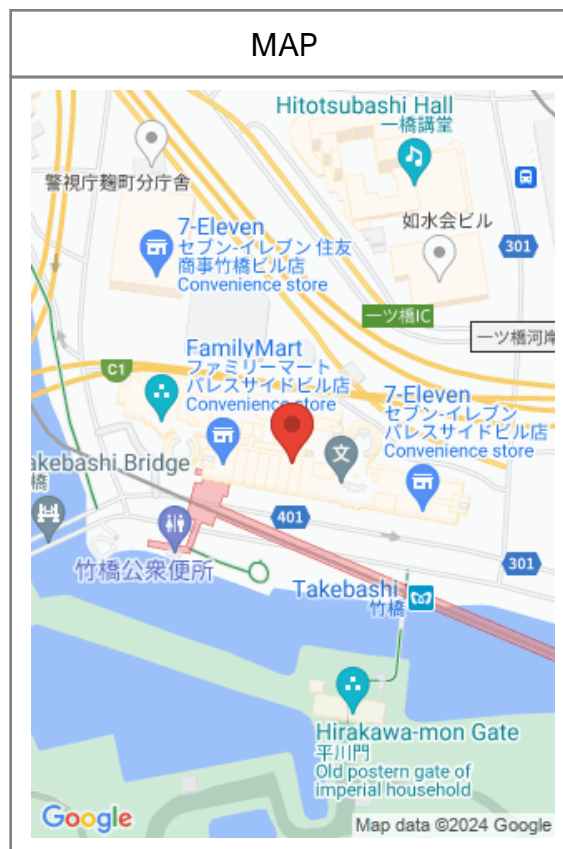 MAP
Hitotsubashi Hall
一橋講堂
警視庁麹町分庁舎
7-Eleven
セブン-イレブン 住友
商事竹橋ビル店
Convenience store
如水会ビル
301
一ツ橋IC
一ツ橋河岸
C1
FamilyMart
ファミリーマート
パレスサイドビル店
Convenience store
7-Eleven
セブン-イレブン
パレスサイドビル店
Convenience store
文
akebashi Bridge
橋
401
301
竹橋公衆便所
Takebashi
竹橋
Hirakawa-mon Gate
平川門
Old postern gate of
imperial household
Google
Map data ©2024 Google